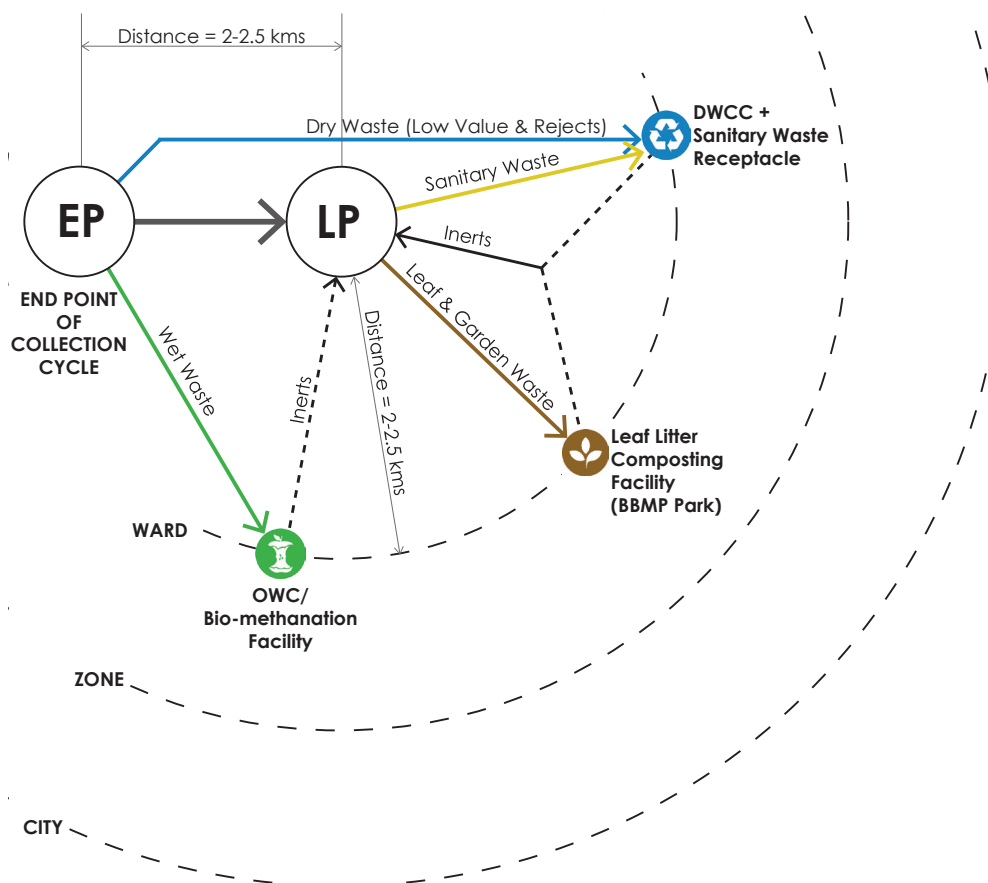 Distance = 2-2.5 kms
Dry Waste (Low Value & Rejects)
DWCC +
Sanitary Waste
Receptacle
Sanitary Waste
EP
LP
Inerts
END POINT
OF
COLLECTION
CYCLE
Wet Waste
Inerts
Distance = 2-2.5 kms
Leaf & Garden Waste
Leaf Litter
Composting
Facility
(BBMP Park)
WARD
OWC/
Bio-methanation
Facility
ZONE
CITY